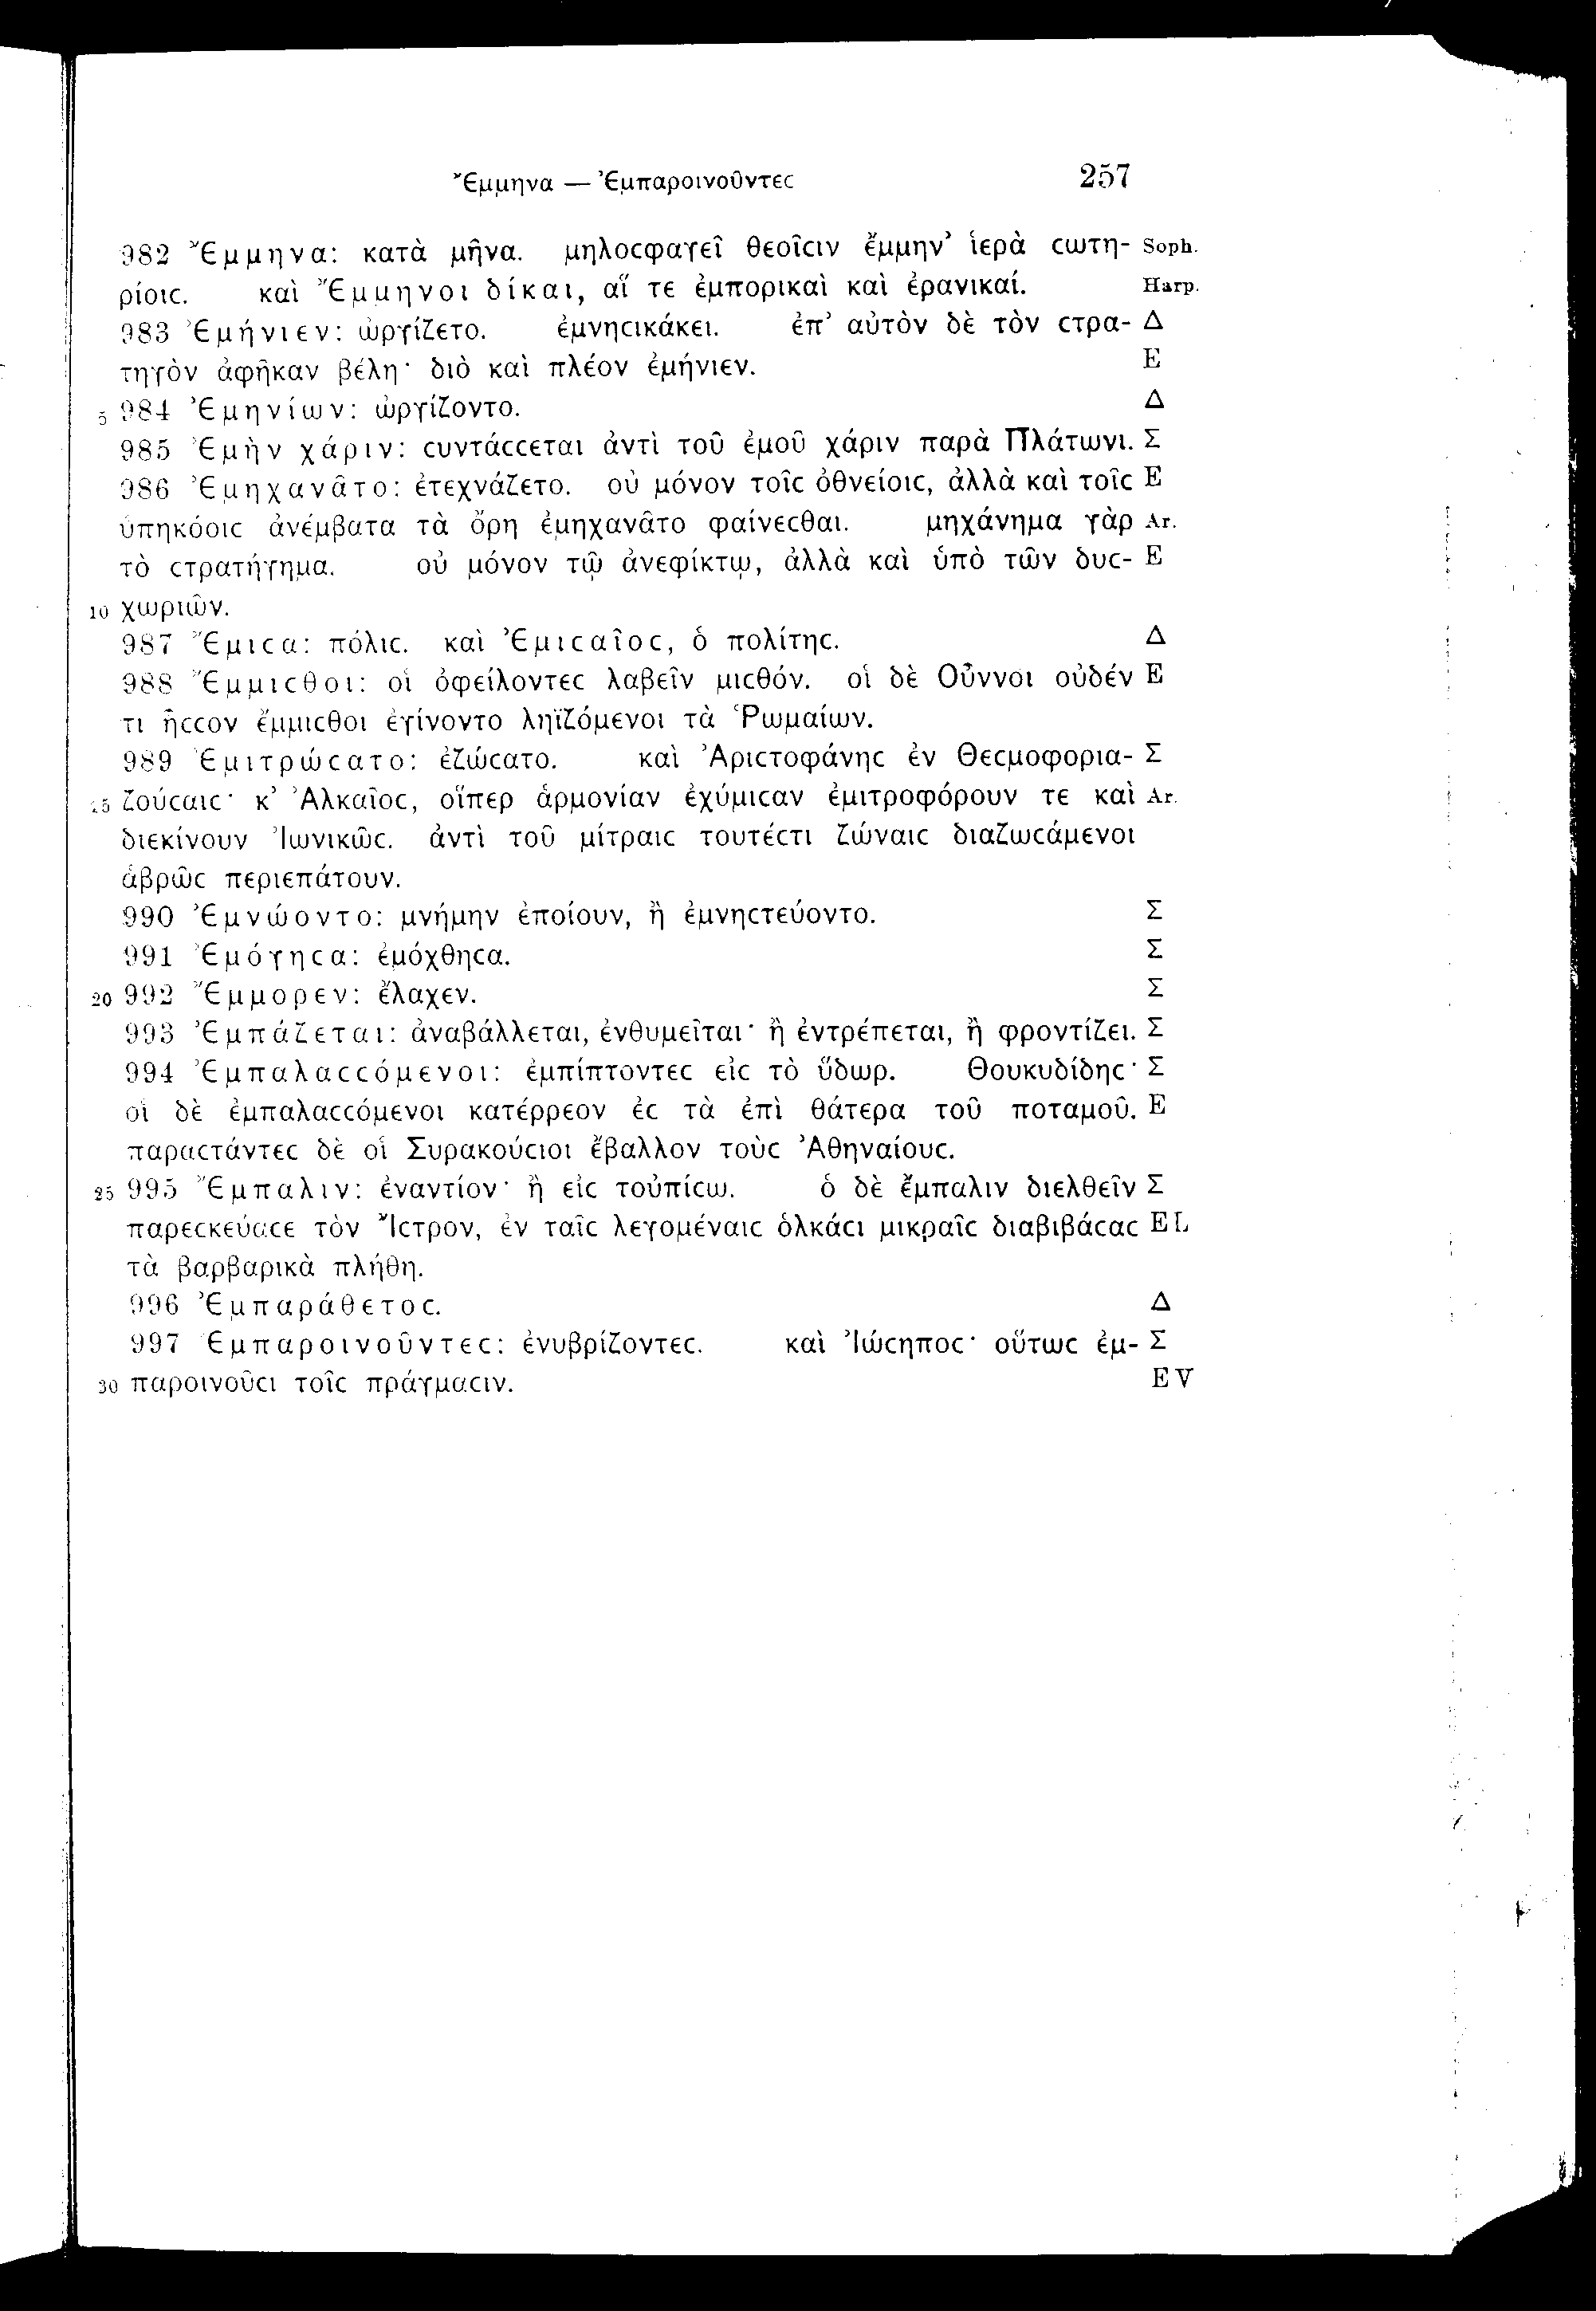 Ἔμμηνα — Ἐμπαροινοῦντεϲ 257
982 Ἔμμηνα: κατὰ μῆνα. μηλοϲφαγεῖ θεοῖϲιν ἔμμην’ ἱερὰ ϲωτη- Soph.
ρίοιϲ. καὶ Ἔμμηνοι δίκαι, αἵ τε ἐμπορικαὶ καὶ ἐρανικαί. Harp.
983 Ἐμήνιεν: ὠργίζετο. ἐμνηϲικάκει. ἐπ’ αὐτὸν δὲ τὸν ϲτρα- Δ
τηγὸν ἀφῆκαν βέλη· διὸ καὶ πλέον ἐμήνιεν. E
5 984 Ἐμηνίων: ὠργίζοντο. Δ
985 Ἐμὴν χάριν: ϲυντάϲϲεται ἀντὶ τοῦ ἐμοῦ χάριν παρὰ Πλάτωνι. Σ
986 Ἐμηχανᾶτο: ἐτεχνάζετο. οὐ μόνον τοῖϲ ὀθνείοιϲ, ἀλλὰ καὶ τοῖϲ E
ὑπηκόοιϲ ἀνέμβατα τὰ ὄρη ἐμηχανᾶτο φαίνεϲθαι. μηχάνημα γὰρ Ar.
τὸ ϲτρατήγημα. οὐ μόνον τῷ ἀνεφίκτῳ, ἀλλὰ καὶ ὑπὸ τῶν δυϲ- E
10 χωριῶν.
987 Ἔμιϲα: πόλιϲ. καὶ Ἐμιϲαῖοϲ, ὁ πολίτηϲ. Δ
988 Ἔμμιϲθοι: οἱ ὀφείλοντεϲ λαβεῖν μιϲθόν. οἱ δὲ Οὖννοι οὐδέν E
τι ἧϲϲον ἔμμιϲθοι ἐγίνοντο ληϊζόμενοι τὰ Ῥωμαίων.
989 Ἐμιτρώϲατο: ἐζώϲατο. καὶ Ἀριϲτοφάνηϲ ἐν Θεϲμοφορια- Σ
15 ζούϲαιϲ· κ’ Ἀλκαῖοϲ, οἵπερ ἁρμονίαν ἐχύμιϲαν ἐμιτροφόρουν τε καὶ Ar.
διεκίνουν Ἰωνικῶϲ. ἀντὶ τοῦ μίτραιϲ τουτέϲτι ζώναιϲ διαζωϲάμενοι
ἁβρῶϲ περιεπάτουν.
990 Ἐμνώοντο: μνήμην ἐποίουν, ἢ ἐμνηϲτεύοντο. Σ
991 Ἐμόγηϲα: ἐμόχθηϲα. Σ
20 992 Ἔμμορεν: ἔλαχεν. Σ
993 Ἐμπάζεται: ἀναβάλλεται, ἐνθυμεῖται· ἢ ἐντρέπεται, ἢ φροντίζει. Σ
994 Ἐμπαλαϲϲόμενοι: ἐμπίπτοντεϲ εἰϲ τὸ ὕδωρ. Θουκυδίδηϲ· Σ
οἱ δὲ ἐμπαλαϲϲόμενοι κατέρρεον ἐϲ τὰ ἐπὶ θάτερα τοῦ ποταμοῦ. E
παραϲτάντεϲ δὲ οἱ Συρακούϲιοι ἔβαλλον τοὺϲ Ἀθηναίουϲ.
25 995 Ἔμπαλιν: ἐναντίον· ἢ εἰϲ τοὐπίϲω. ὁ δὲ ἔμπαλιν διελθεῖν Σ
παρεϲκεύαϲε τὸν Ἴϲτρον, ἐν ταῖϲ λεγομέναιϲ ὁλκάϲι μικραῖϲ διαβιβάϲαϲ EL
τὰ βαρβαρικὰ πλήθη.
996 Ἐμπαράθετοϲ. Δ
997 Ἐμπαροινοῦντεϲ: ἐνυβρίζοντεϲ. καὶ Ἰώϲηποϲ· οὕτωϲ ἐμ- Σ
30 παροινοῦϲι τοῖϲ πράγμαϲιν. EV